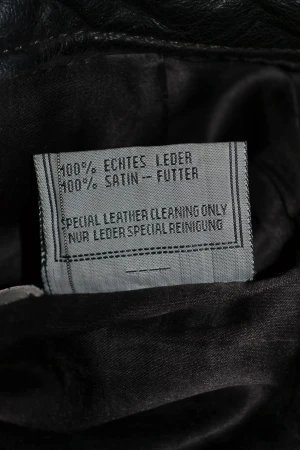 100% ECHTES LEDER
100% SATIN-- FUTTER
SPECIAL LEATHER CLEANING ONLY
NUR LEDER SPECIAL REINIGUNG